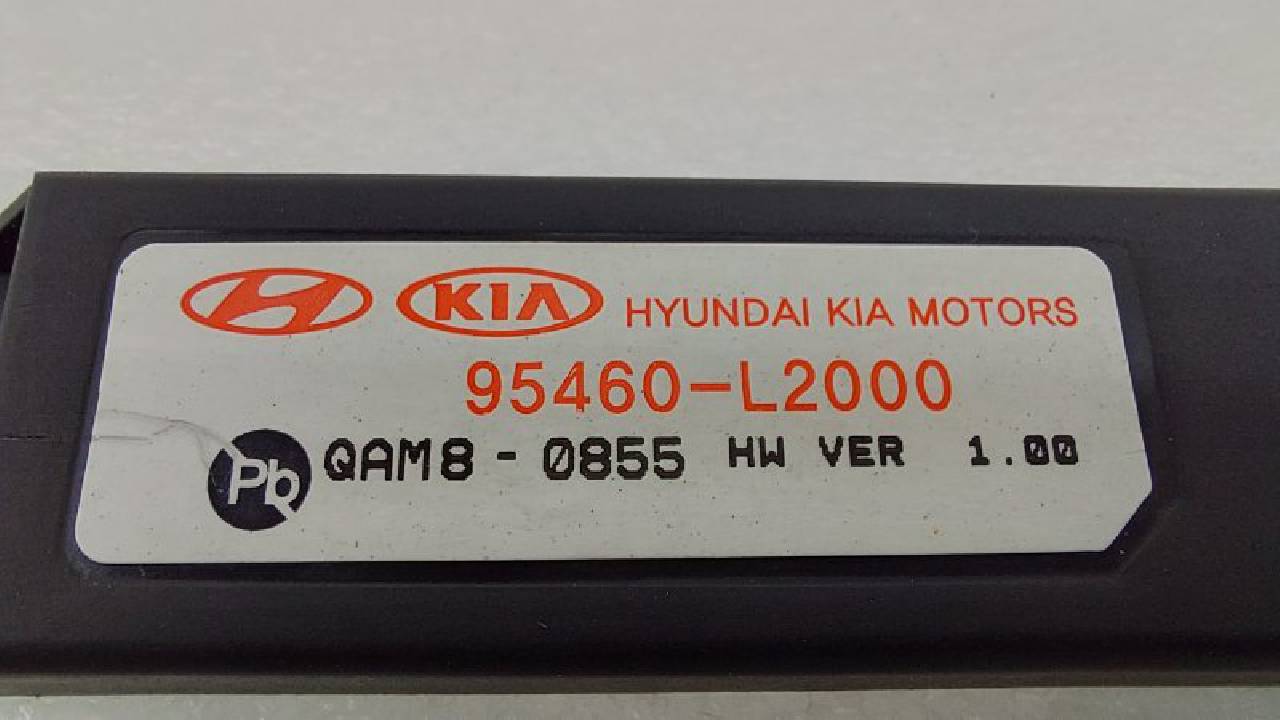 KIA HYUNDAI KIA MOTORS
95460-L2000
Pb QAM8 - 0855 HW VER 1.00